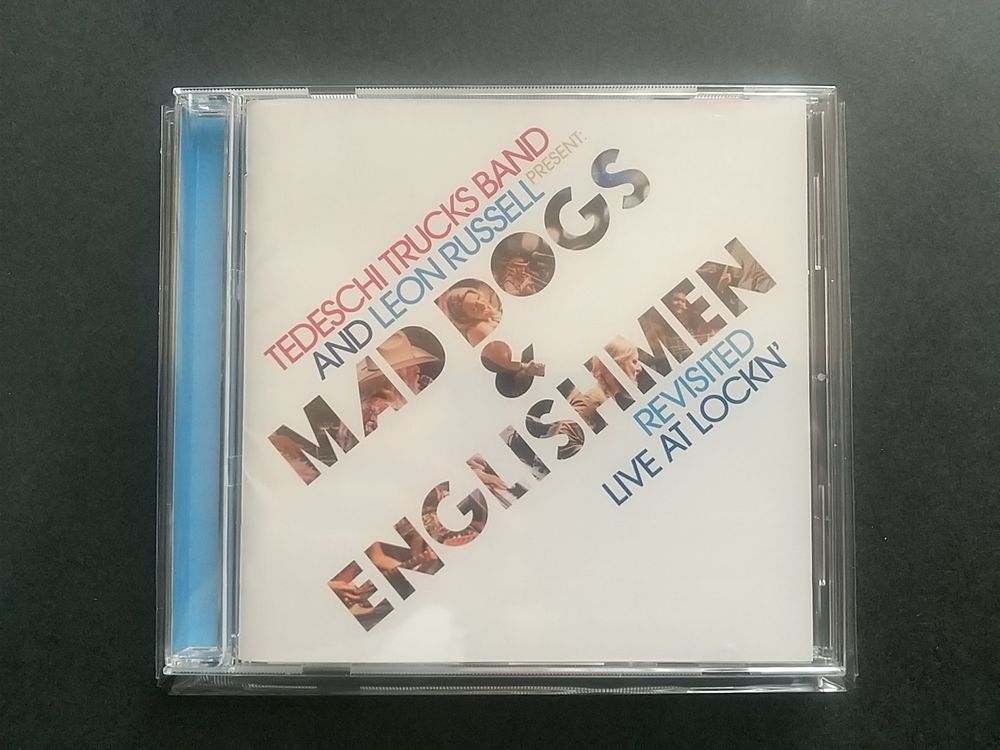 TEDESCHI TRUCKS BAND
AND LEON RUSSELL PRESENT:
MAD DOGS
&
ENGLISHMEN
REVISITED
LIVE AT LOCKN'